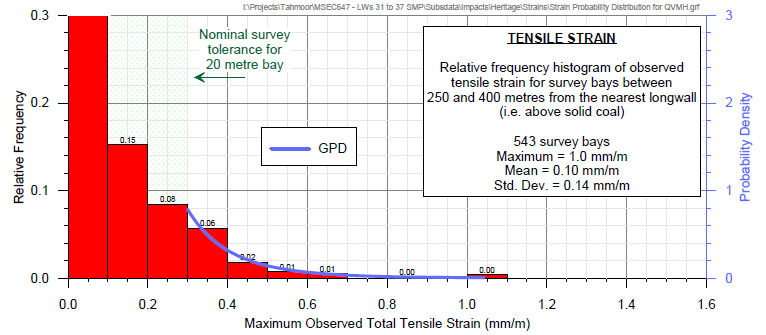 I:\Projects\Tahmoor\MSEC647 - LWs 31 to 37 SMP\Subsdata\Impacts\Heritage\Strains\Strain Probability Distribution for QVMH.grf
0.3
3
Nominal survey
tolerance for
20 metre bay
TENSILE STRAIN
Relative frequency histogram of observed
tensile strain for survey bays between
250 and 400 metres from the nearest longwall
(i.e. above solid coal)
543 survey bays
Maximum = 1.0 mm/m
Mean = 0.10 mm/m
Std. Dev. = 0.14 mm/m
0.2
2
Relative Frequency
Probability Density
0.15
GPD
0.1
1
0.08
0.06
0.02
0.01
0.01
0.00
0.00
0.0
0
0.0 0.2 0.4 0.6 0.8 1.0 1.2 1.4 1.6
Maximum Observed Total Tensile Strain (mm/m)